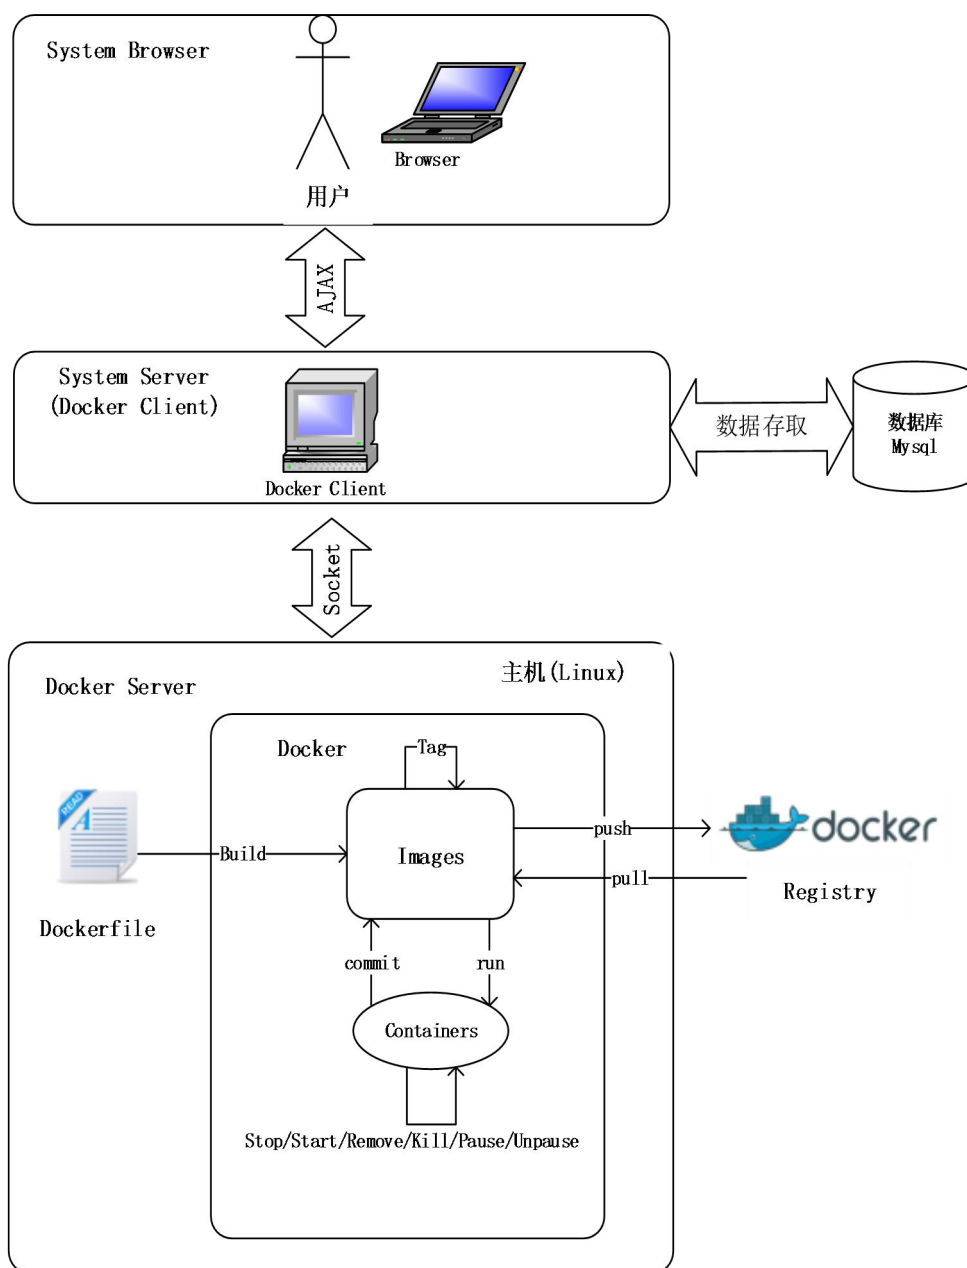 System Browser
Browser
用户
AJAX
System Server
(Docker Client)
Docker Client
数据存取
数据库
Mysql
Socket
Docker Server
主机(Linux)
Docker
Tag
READ
A
Images
Build
push
pull
docker
Registry
Dockerfile
commit
run
Containers
Stop/Start/Remove/Kill/Pause/Unpause